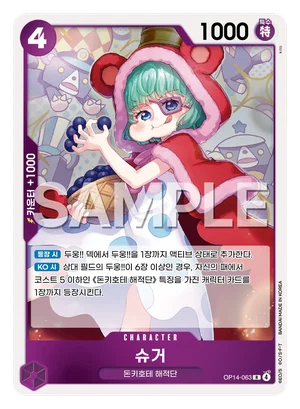 4
1000
특수
特
카운터 +1000
SAMPLE
등장 시 두웅!! 덱에서 두웅!!을 1장까지 액티브 상태로 추가한다.
KO 시 상대 필드의 두웅!!이 6장 이상인 경우, 자신의 패에서
코스트 5 이하인 《돈키호테 해적단》 특징을 가진 캐릭터 카드를
1장까지 등장시킨다.
CHARACTER
슈거
돈키호테 해적단
OP14-063 R
BANDAI MADE IN KOREA